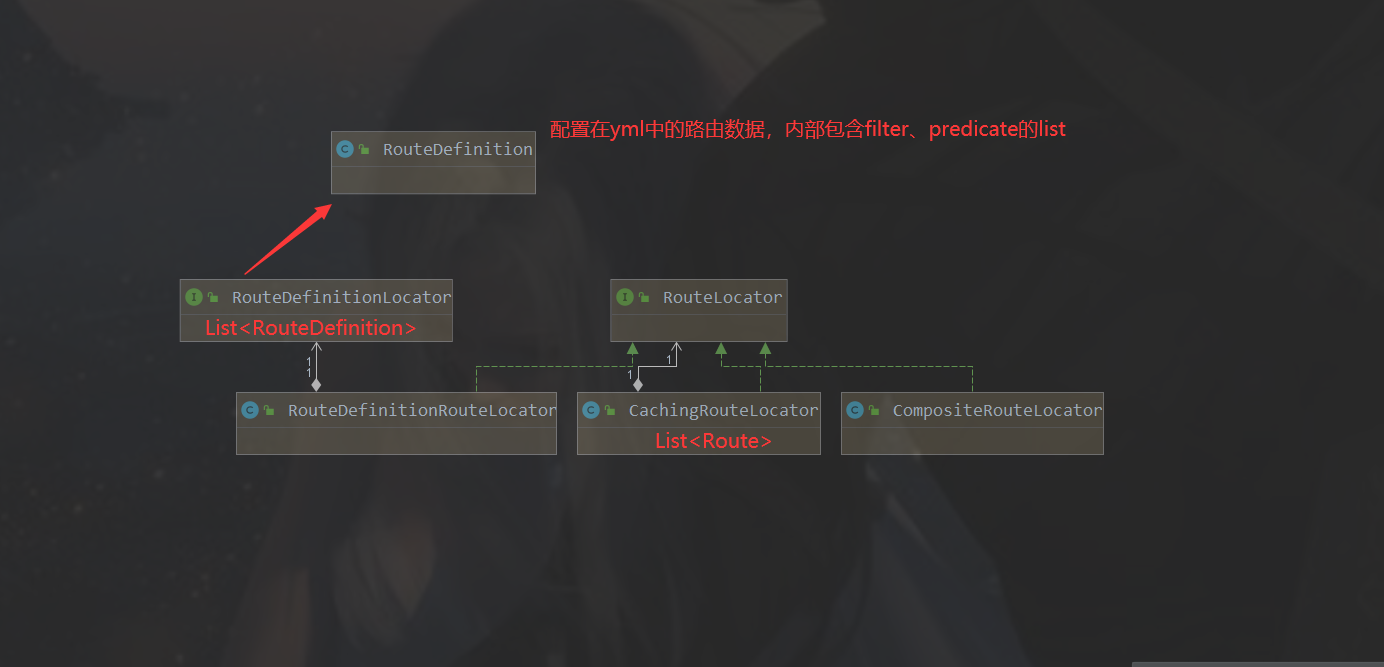 配置在yml中的路由数据，内部包含filter、predicate的list
C RouteDefinition
I RouteDefinitionLocator
List<RouteDefinition>
I RouteLocator
1
1
1
1
C RouteDefinitionRouteLocator
C CachingRouteLocator
List<Route>
C CompositeRouteLocator